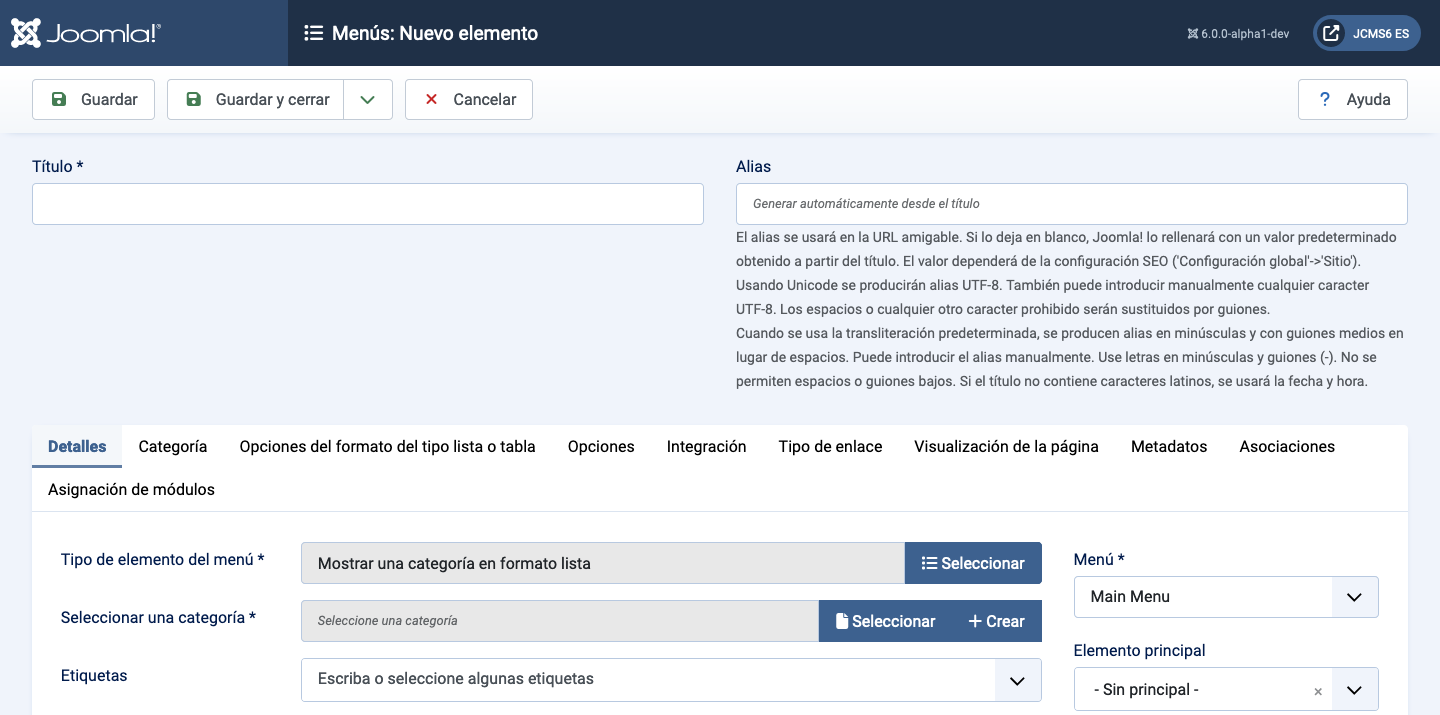 Joomla!®
Menús: Nuevo elemento
6.0.0-alpha1-dev
JCMS6 ES
Guardar
Guardar y cerrar
Cancelar
? Ayuda
Título *
Alias
Generar automáticamente desde el título
El alias se usará en la URL amigable. Si lo deja en blanco, Joomla! lo rellenará con un valor predeterminado
obtenido a partir del título. El valor dependerá de la configuración SEO ('Configuración global'->'Sitio').
Usando Unicode se producirán alias UTF-8. También puede introducir manualmente cualquier caracter
UTF-8. Los espacios o cualquier otro caracter prohibido serán sustituidos por guiones.
Cuando se usa la transliteración predeterminada, se producen alias en minúsculas y con guiones medios en
lugar de espacios. Puede introducir el alias manualmente. Use letras en minúsculas y guiones (-). No se
permiten espacios o guiones bajos. Si el título no contiene caracteres latinos, se usará la fecha y hora.
Detalles Categoría Opciones del formato del tipo lista o tabla Opciones Integración Tipo de enlace Visualización de la página Metadatos Asociaciones
Asignación de módulos
Tipo de elemento del menú *
Mostrar una categoría en formato lista
Seleccionar
Seleccionar una categoría *
Seleccione una categoría
Seleccionar
Crear
Etiquetas
Escriba o seleccione algunas etiquetas
Menú *
Main Menu
Elemento principal
- Sin principal -